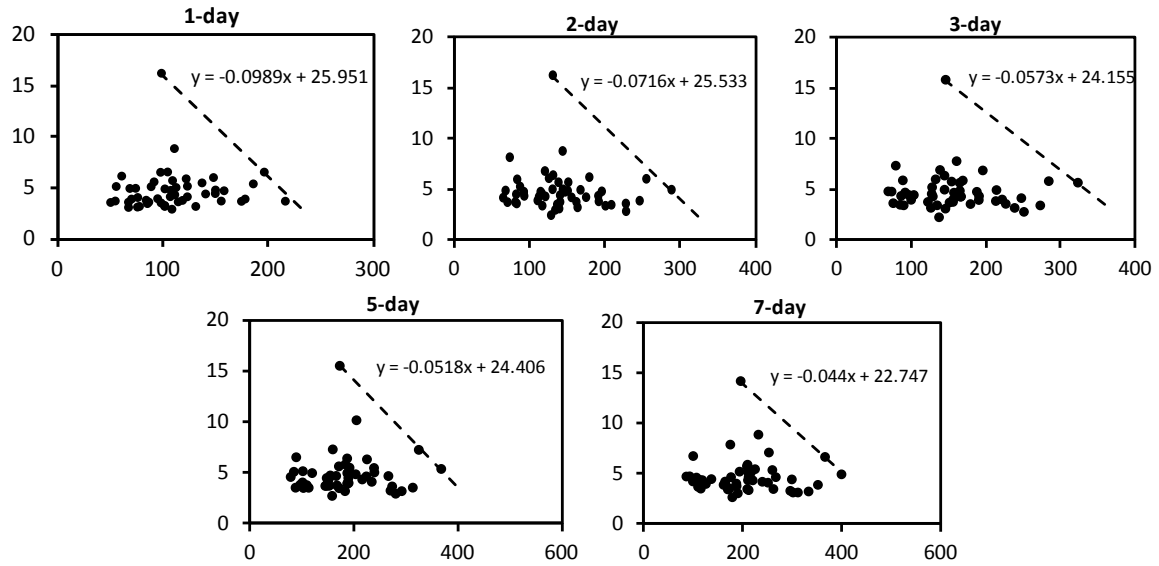 1-day
20
15
10
5
0
0 100 200 300
y = -0.0989x + 25.951
2-day
20
15
10
5
0
0 100 200 300 400
y = -0.0716x + 25.533
3-day
20
15
10
5
0
0 100 200 300 400
y = -0.0573x + 24.155
5-day
20
15
10
5
0
0 200 400 600
y = -0.0518x + 24.406
7-day
20
15
10
5
0
0 200 400 600
y = -0.044x + 22.747